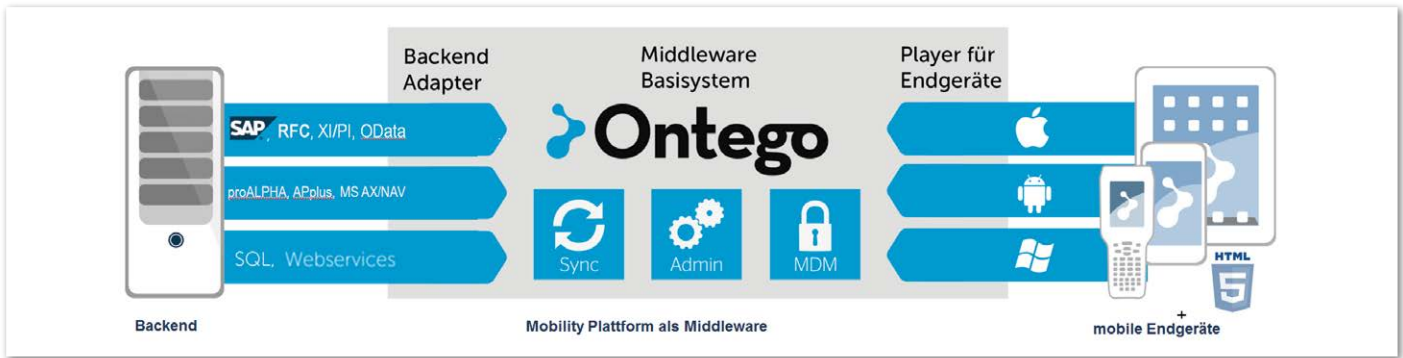 Backend
Adapter
Middleware
Basisystem
Player für
Endgeräte
SAP, RFC, XI/PI, OData
Ontego
proALPHA, APplus, MS AX/NAV
SQL, Webservices
Sync
Admin
MDM
HTML
5
Backend
Mobility Plattform als Middleware
+
mobile Endgeräte